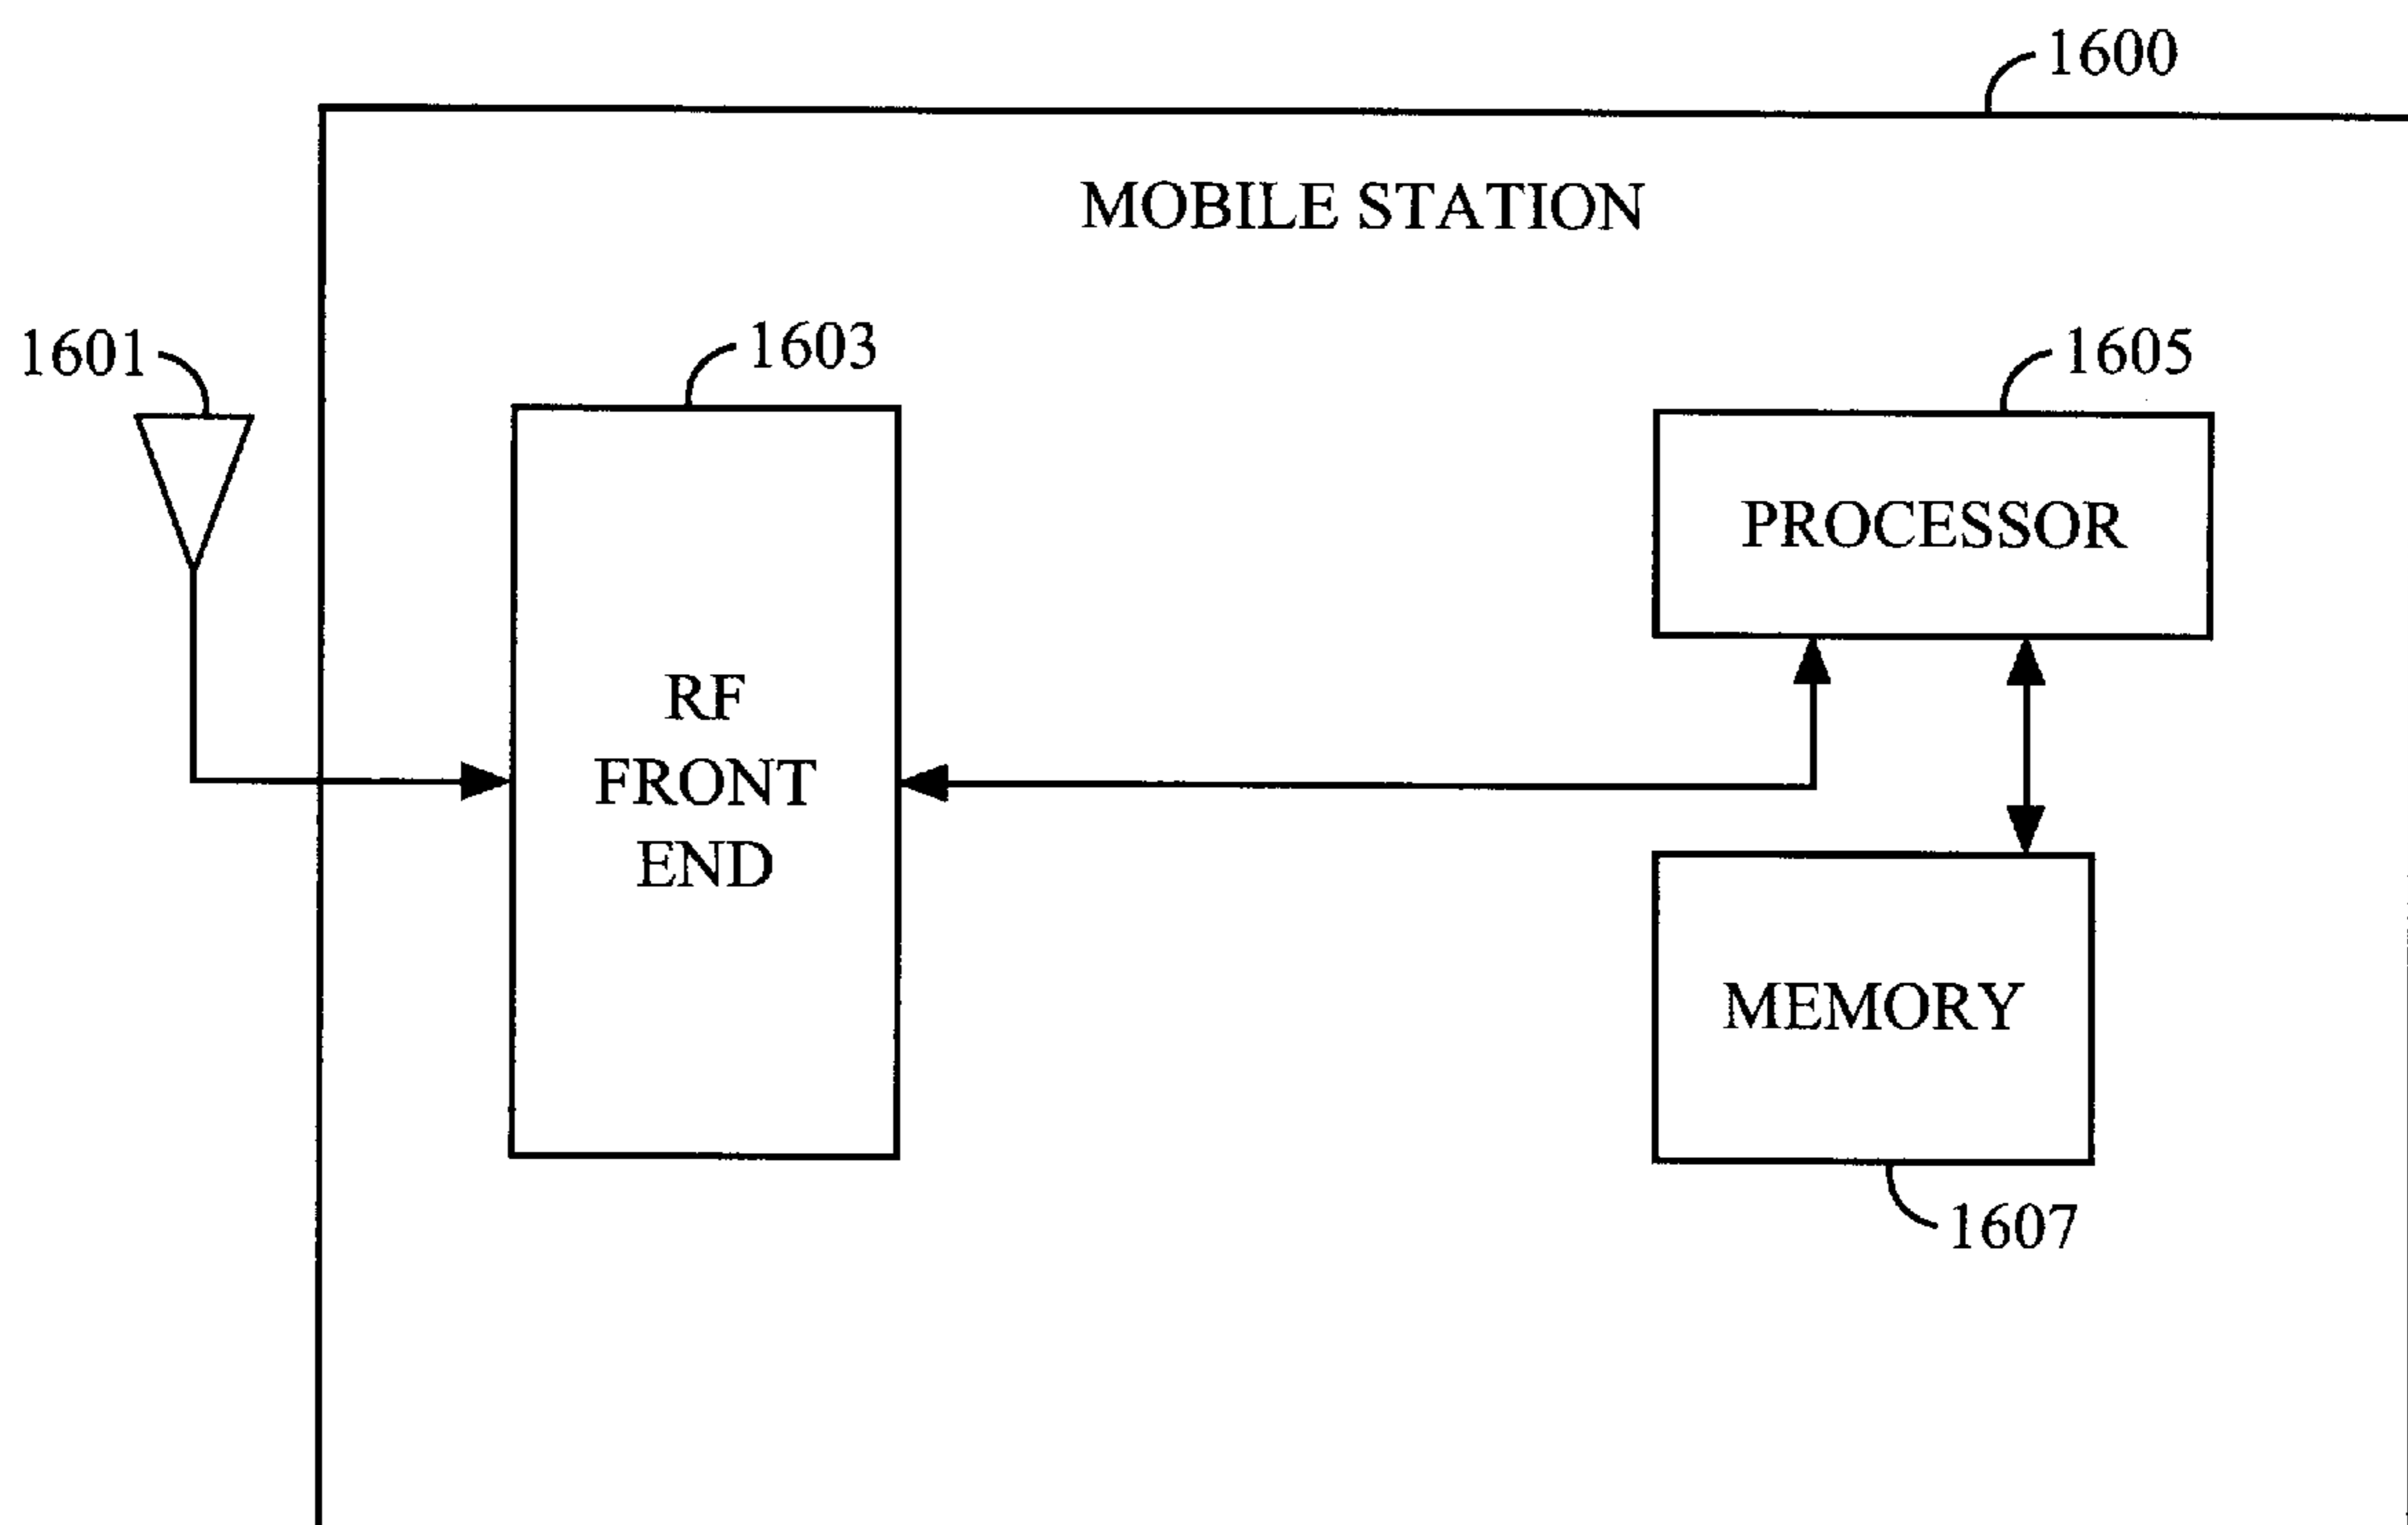 1600
MOBILE STATION
1601
1603
1605
PROCESSOR
RF
FRONT
END
MEMORY
1607